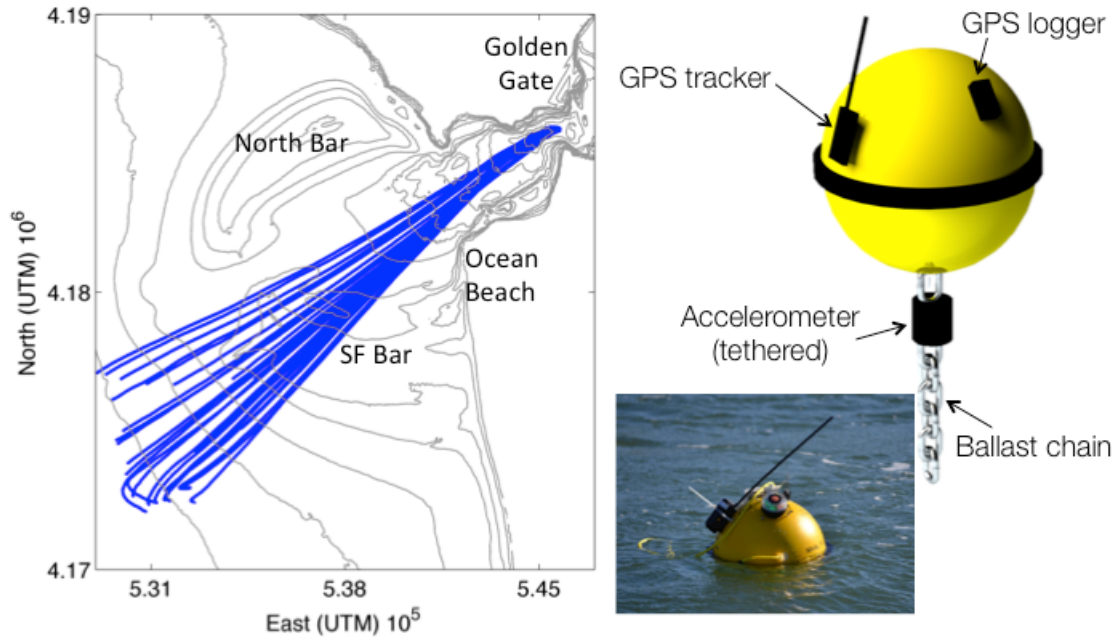 4.19
4.18
4.17
North (UTM) 10⁶
5.31
5.38
5.45
East (UTM) 10⁵
Golden
Gate
North Bar
Ocean
Beach
SF Bar
GPS logger
GPS tracker
Accelerometer
(tethered)
Ballast chain